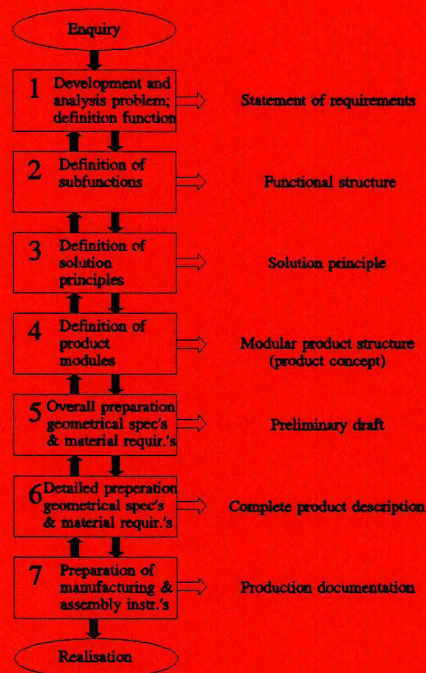 Enquiry
1 Development and
analysis problem;
definition function
Statement of requirements
2 Definition of
subfunctions
Functional structure
3 Definition of
solution
principles
Solution principle
4 Definition of
product
modules
Modular product structure
(product concept)
5 Overall preparation
geometrical spec's
& material requir.'s
Preliminary draft
6 Detailed preperation
geometrical spec's
& material requir.'s
Complete product description
7 Preparation of
manufacturing &
assembly instr.'s
Production documentation
Realisation